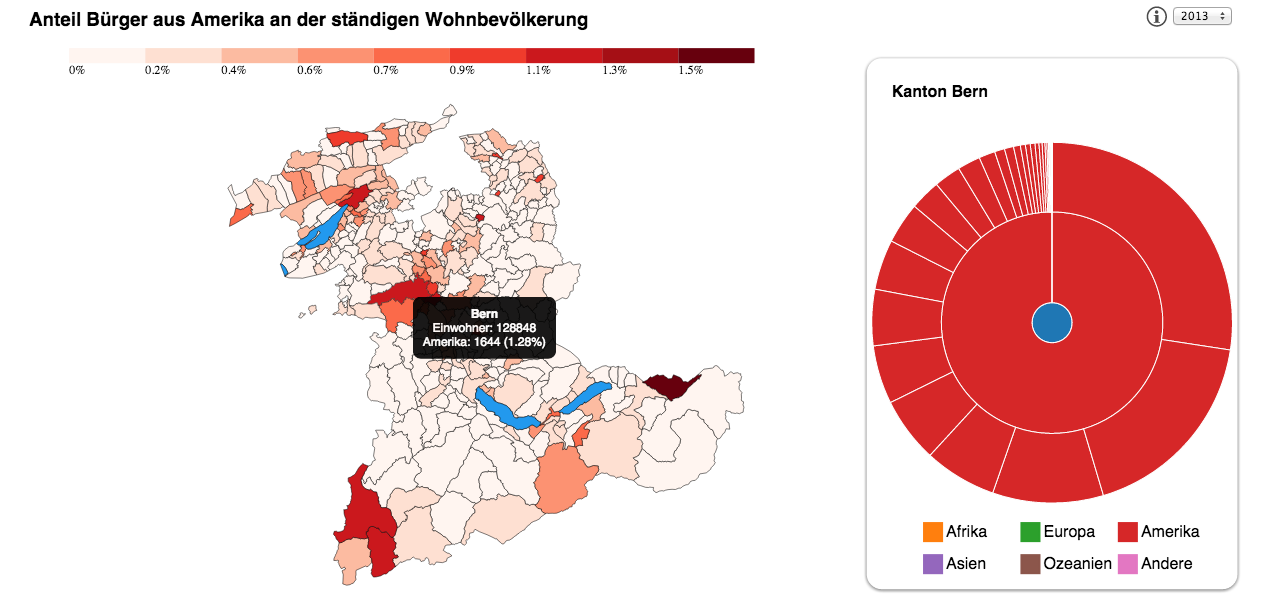 Anteil Bürger aus Amerika an der ständigen Wohnbevölkerung
2013
0% 0.2% 0.4% 0.6% 0.7% 0.9% 1.1% 1.3% 1.5%
Kanton Bern
Bern
Einwohner: 128848
Amerika: 1644 (1.28%)
Afrika Europa Amerika
Asien Ozeanien Andere